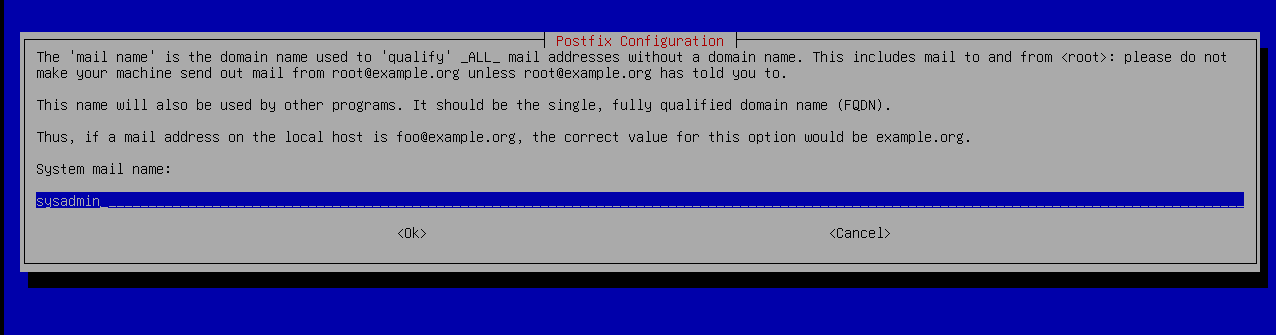 Postfix Configuration
The 'mail name' is the domain name used to 'qualify' _ALL_ mail addresses without a domain name. This includes mail to and from <root>: please do not
make your machine send out mail from root@example.org unless root@example.org has told you to.
This name will also be used by other programs. It should be the single, fully qualified domain name (FQDN).
Thus, if a mail address on the local host is foo@example.org, the correct value for this option would be example.org.
System mail name:
sysadmin
<Ok> <Cancel>